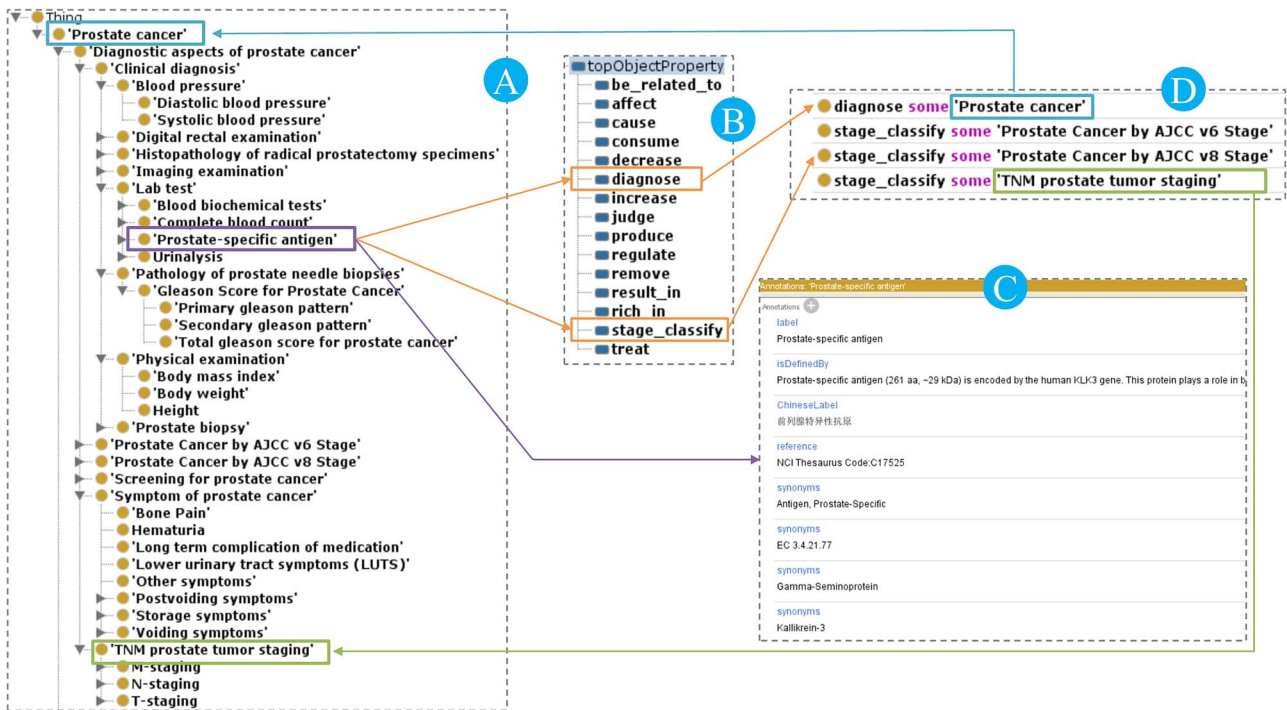 Thing
'Prostate cancer'
'Diagnostic aspects of prostate cancer'
'Clinical diagnosis'
'Blood pressure'
'Diastolic blood pressure'
'Systolic blood pressure'
'Digital rectal examination'
'Histopathology of radical prostatectomy specimens'
'Imaging examination'
'Lab test'
'Blood biochemical tests'
'Complete blood count'
'Prostate-specific antigen'
Urinalysis
'Pathology of prostate needle biopsies'
'Gleason Score for Prostate Cancer'
'Primary gleason pattern'
'Secondary gleason pattern'
'Total gleason score for prostate cancer'
'Physical examination'
'Body mass index'
'Body weight'
Height
'Prostate biopsy'
'Prostate Cancer by AJCC v6 Stage'
'Prostate Cancer by AJCC v8 Stage'
'Screening for prostate cancer'
'Symptom of prostate cancer'
'Bone Pain'
Hematuria
'Long term complication of medication'
'Lower urinary tract symptoms (LUTS)'
'Other symptoms'
'Postvoiding symptoms'
'Storage symptoms'
'Voiding symptoms'
'TNM prostate tumor staging'
M-staging
N-staging
T-staging
A
topObjectProperty
be_related_to
affect
cause
consume
decrease
diagnose
increase
judge
produce
regulate
remove
result_in
rich_in
stage_classify
treat
B
D
diagnose some 'Prostate cancer'
stage_classify some 'Prostate Cancer by AJCC v6 Stage'
stage_classify some 'Prostate Cancer by AJCC v8 Stage'
stage_classify some 'TNM prostate tumor staging'
C
Annotations: 'Prostate-specific antigen'
Annotations
label
Prostate-specific antigen
isDefinedBy
Prostate-specific antigen (261 aa, ~29 kDa) is encoded by the human KLK3 gene. This protein plays a role in
ChineseLabel
前列腺特异性抗原
reference
NCI Thesaurus Code:C17525
synonyms
Antigen, Prostate-Specific
synonyms
EC 3.4.21.77
synonyms
Gamma-Seminoprotein
synonyms
Kallikrein-3